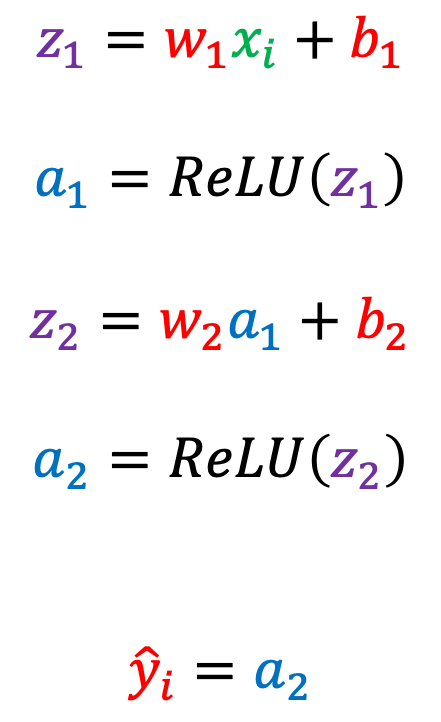 z₁ = w₁xᵢ + b₁
a₁ = ReLU(z₁)
z₂ = w₂a₁ + b₂
a₂ = ReLU(z₂)
ŷᵢ = a₂